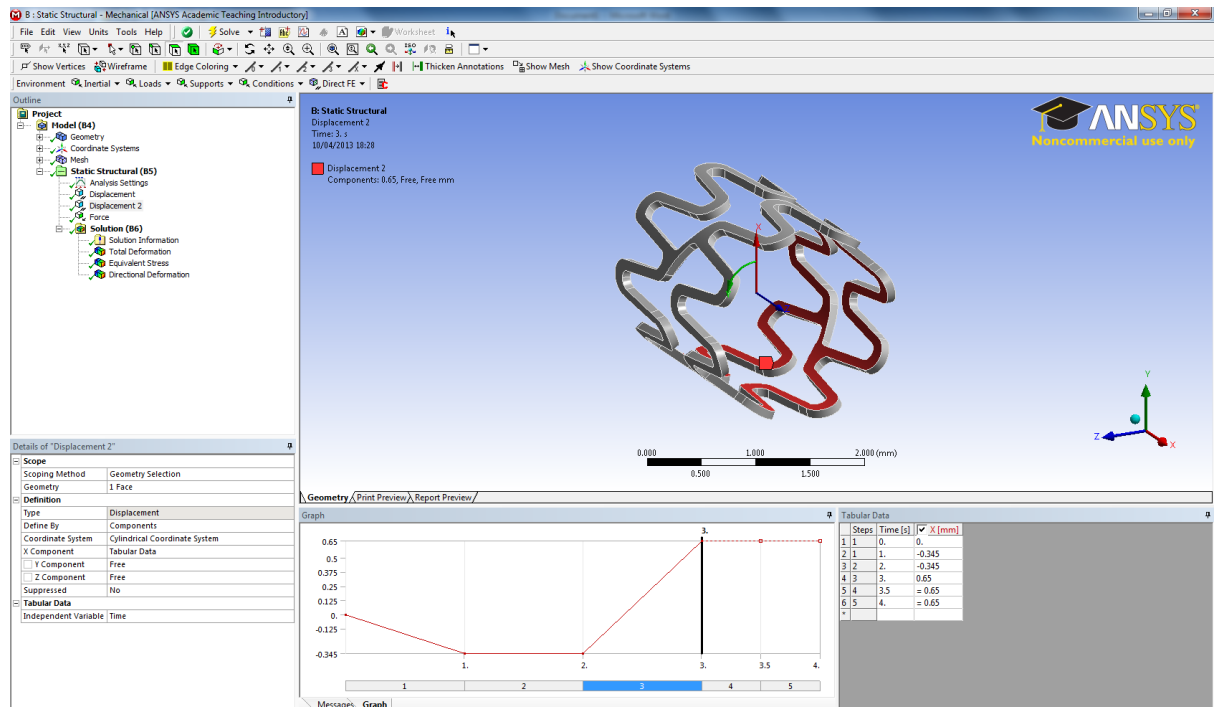 B : Static Structural - Mechanical [ANSYS Academic Teaching Introductory]
File Edit View Units Tools Help Solve Worksheet
Show Vertices Wireframe Edge Coloring Thicken Annotations Show Mesh Show Coordinate Systems
Environment Inertial Loads Supports Conditions Direct FE
Outline
Project
Model (B4)
Geometry
Coordinate Systems
Mesh
Static Structural (B5)
Analysis Settings
Displacement
Displacement 2
Force
Solution (B6)
Solution Information
Total Deformation
Equivalent Stress
Directional Deformation
B: Static Structural
Displacement 2
Time: 3. s
10/04/2013 18:28
Displacement 2
Components: 0.65, Free, Free mm
ANSYS
Noncommercial use only
X
Y
Z
X
0.000 1.000 2.000 (mm)
0.500 1.500
Geometry Print Preview Report Preview
Details of "Displacement 2"
Scope
Scoping Method Geometry Selection
Geometry 1 Face
Definition
Type Displacement
Define By Components
Coordinate System Cylindrical Coordinate System
X Component Tabular Data
Y Component Free
Z Component Free
Suppressed No
Tabular Data
Independent Variable Time
Graph
3.
0.65
0.5
0.375
0.25
0.125
0.
-0.125
-0.345
1. 2. 3. 3.5 4.
1 2 3 4 5
Messages Graph
Tabular Data
Steps Time [s] X [mm]
1 1 0. 0.
2 1 1. -0.345
3 2 2. -0.345
4 3 3. 0.65
5 4 3.5 = 0.65
6 5 4. = 0.65
*